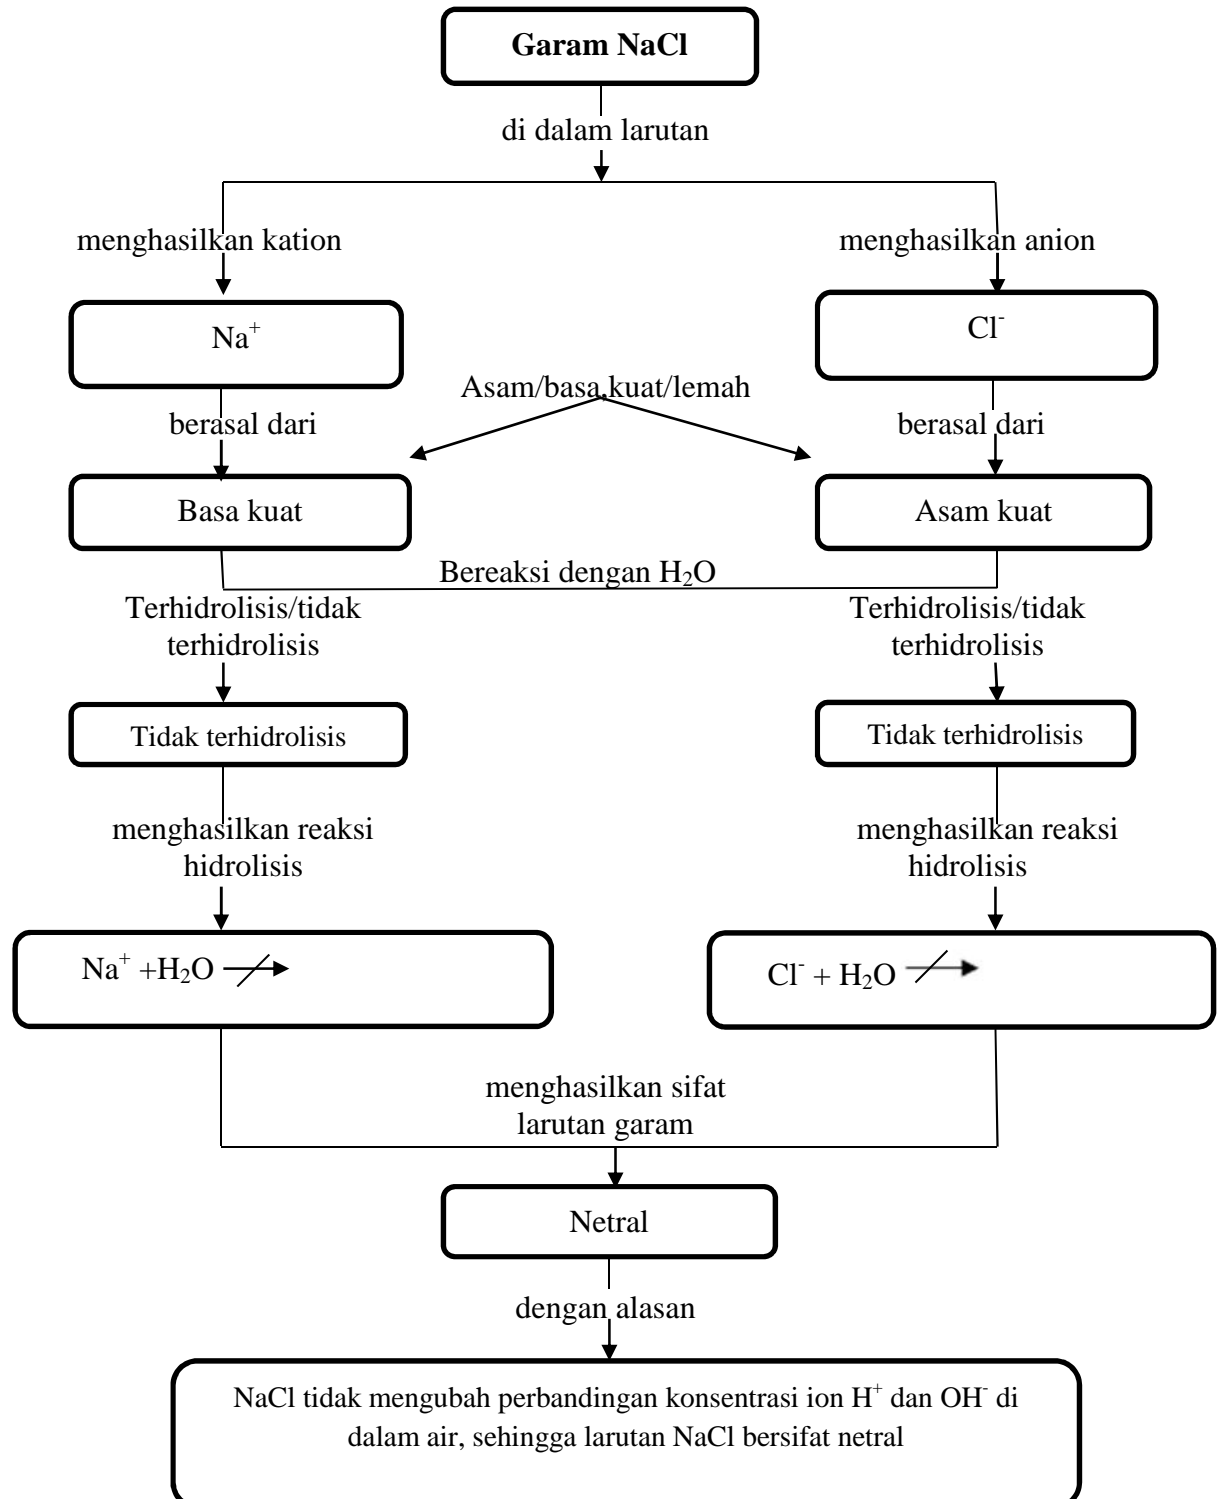 Garam NaCl
di dalam larutan
menghasilkan kation
menghasilkan anion
Na⁺
Cl⁻
Asam/basa,kuat/lemah
berasal dari
berasal dari
Basa kuat
Asam kuat
Bereaksi dengan H₂O
Terhidrolisis/tidak
terhidrolisis
Terhidrolisis/tidak
terhidrolisis
Tidak terhidrolisis
Tidak terhidrolisis
menghasilkan reaksi
hidrolisis
menghasilkan reaksi
hidrolisis
Na⁺ +H₂O
Cl⁻ + H₂O
menghasilkan sifat
larutan garam
Netral
dengan alasan
NaCl tidak mengubah perbandingan konsentrasi ion H⁺ dan OH⁻ di
dalam air, sehingga larutan NaCl bersifat netral